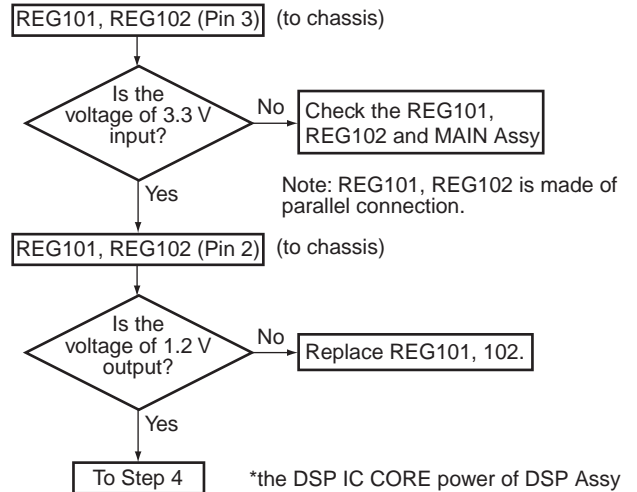 REG101, REG102 (Pin 3) (to chassis)
Is the
voltage of 3.3 V
input?
No
Check the REG101,
REG102 and MAIN Assy
Yes
Note: REG101, REG102 is made of
parallel connection.
REG101, REG102 (Pin 2) (to chassis)
Is the
voltage of 1.2 V
output?
No
Replace REG101, 102.
Yes
To Step 4
*the DSP IC CORE power of DSP Assy